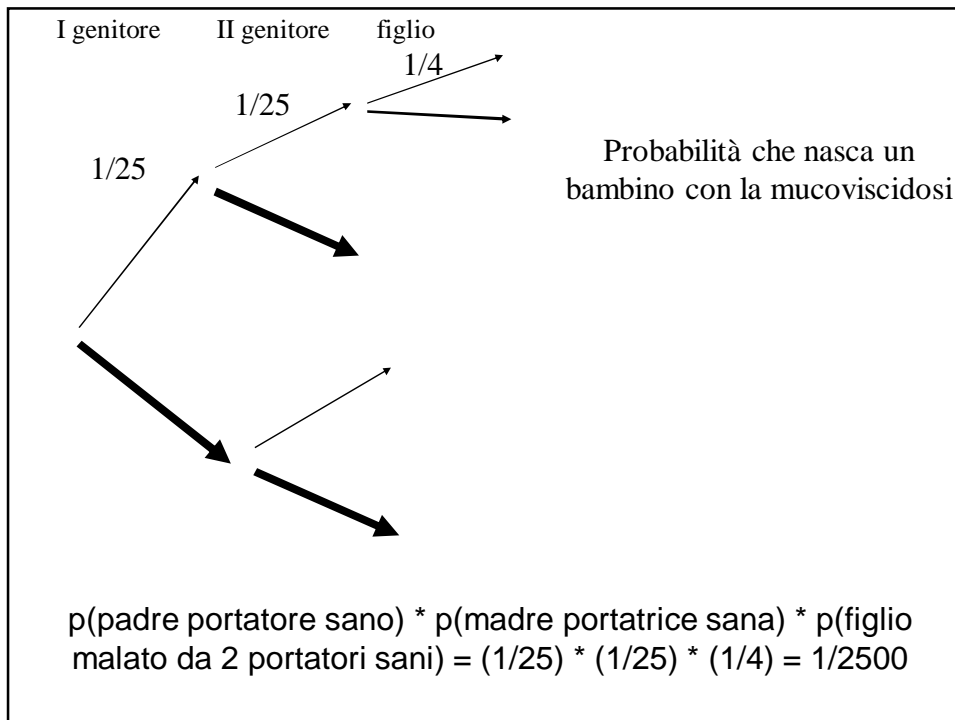 I genitore II genitore figlio
1/4
1/25
1/25
Probabilità che nasca un
bambino con la mucoviscidosi
p(padre portatore sano) * p(madre portatrice sana) * p(figlio
malato da 2 portatori sani) = (1/25) * (1/25) * (1/4) = 1/2500